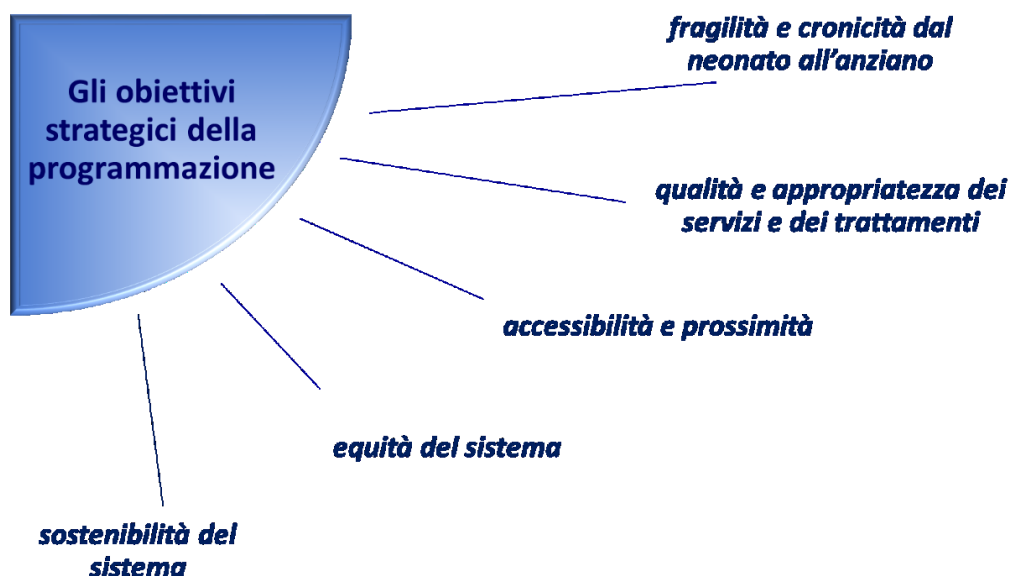 Gli obiettivi
strategici della
programmazione
fragilità e cronicità dal
neonato all’anziano
qualità e appropriatezza dei
servizi e dei trattamenti
accessibilità e prossimità
equità del sistema
sostenibilità del
sistema